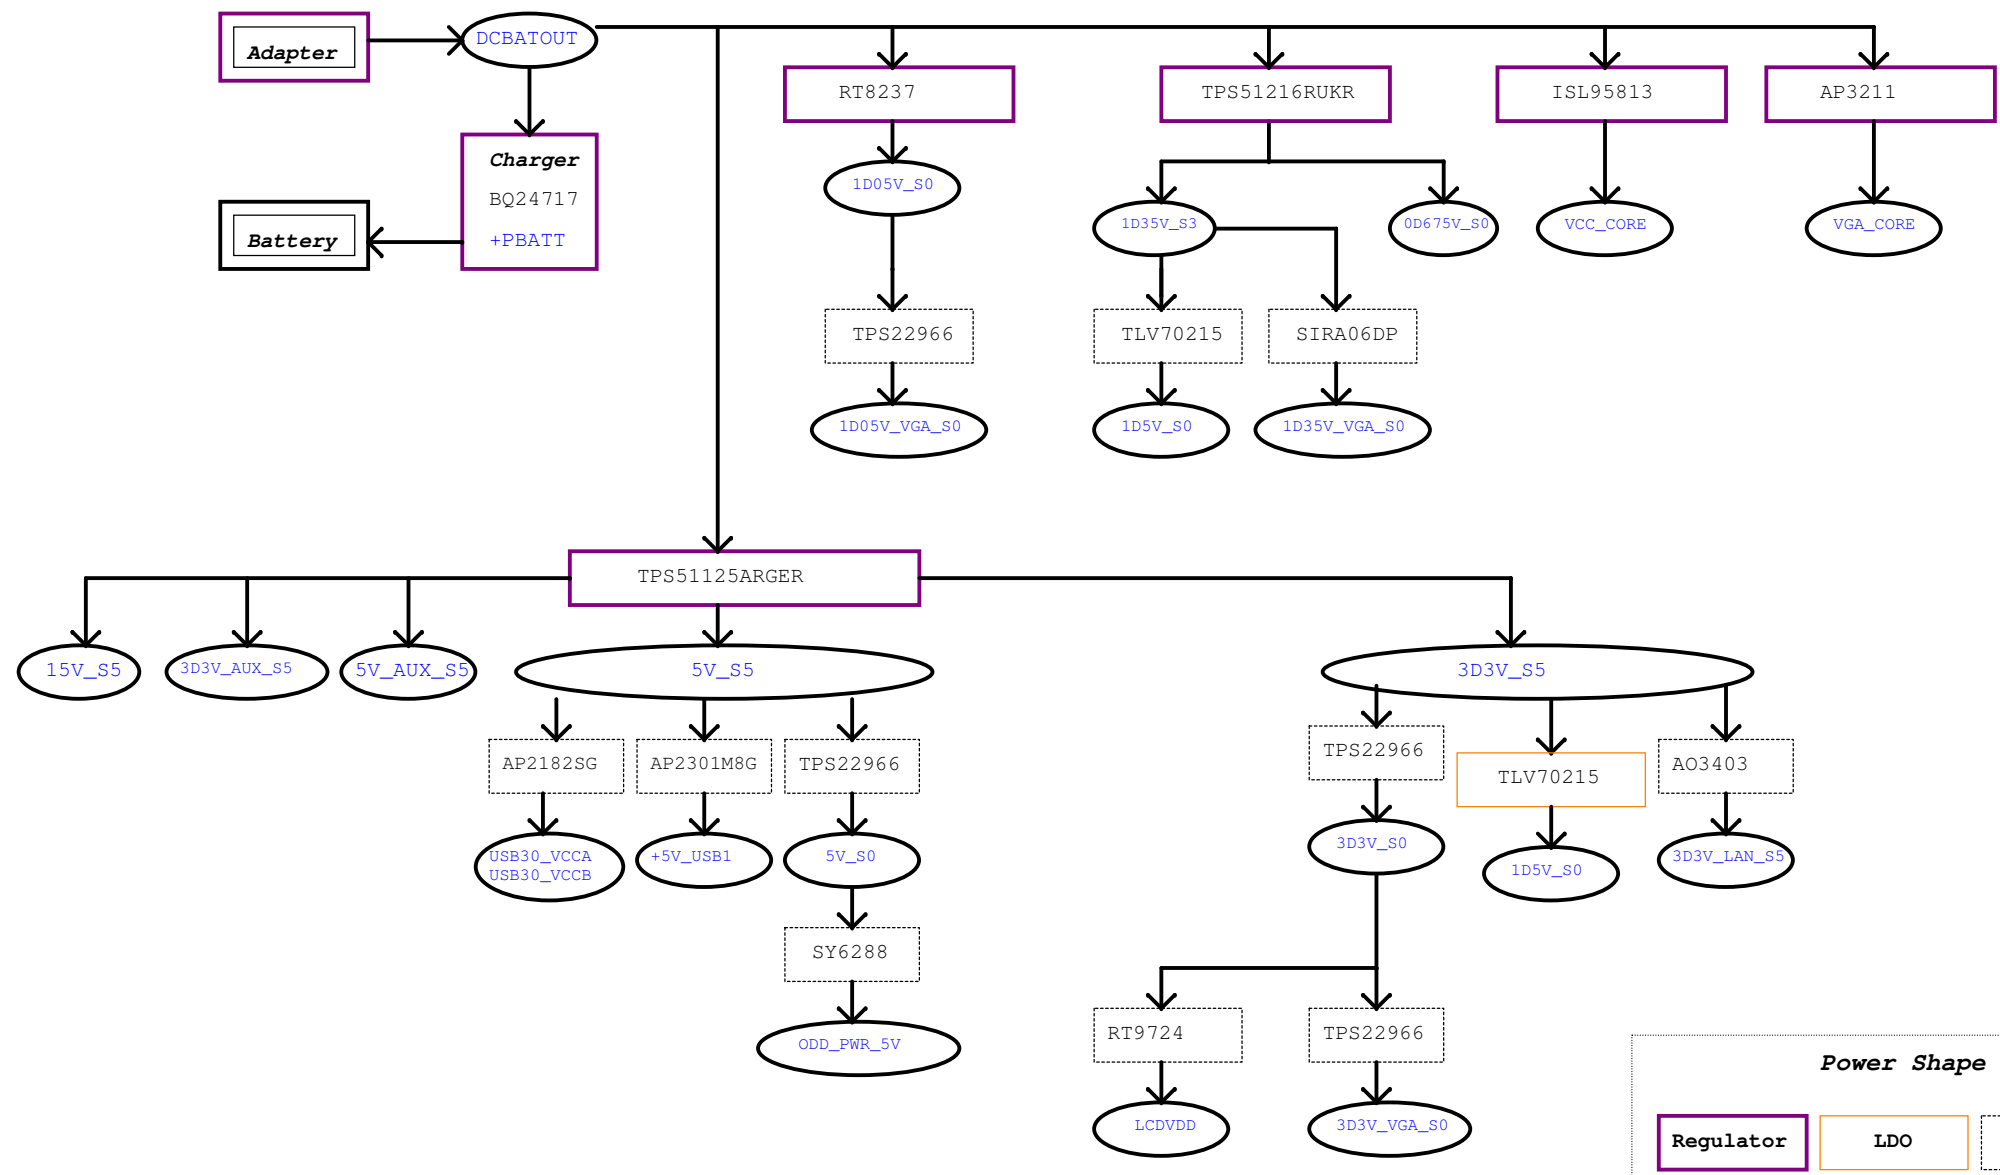 Adapter
DCBATOUT
RT8237
TPS51216RUKR
ISL95813
AP3211
Charger
BQ24717
+PBATT
Battery
1D05V_S0
1D35V_S3
0D675V_S0
VCC_CORE
VGA_CORE
TPS22966
TLV70215
SIRA06DP
1D05V_VGA_S0
1D5V_S0
1D35V_VGA_S0
TPS51125ARGER
15V_S5
3D3V_AUX_S5
5V_AUX_S5
5V_S5
3D3V_S5
AP2182SG
AP2301M8G
TPS22966
TPS22966
TLV70215
AO3403
USB30_VCCA
USB30_VCCB
+5V_USB1
5V_S0
3D3V_S0
1D5V_S0
3D3V_LAN_S5
SY6288
ODD_PWR_5V
RT9724
TPS22966
LCDVDD
3D3V_VGA_S0
Power Shape
Regulator
LDO